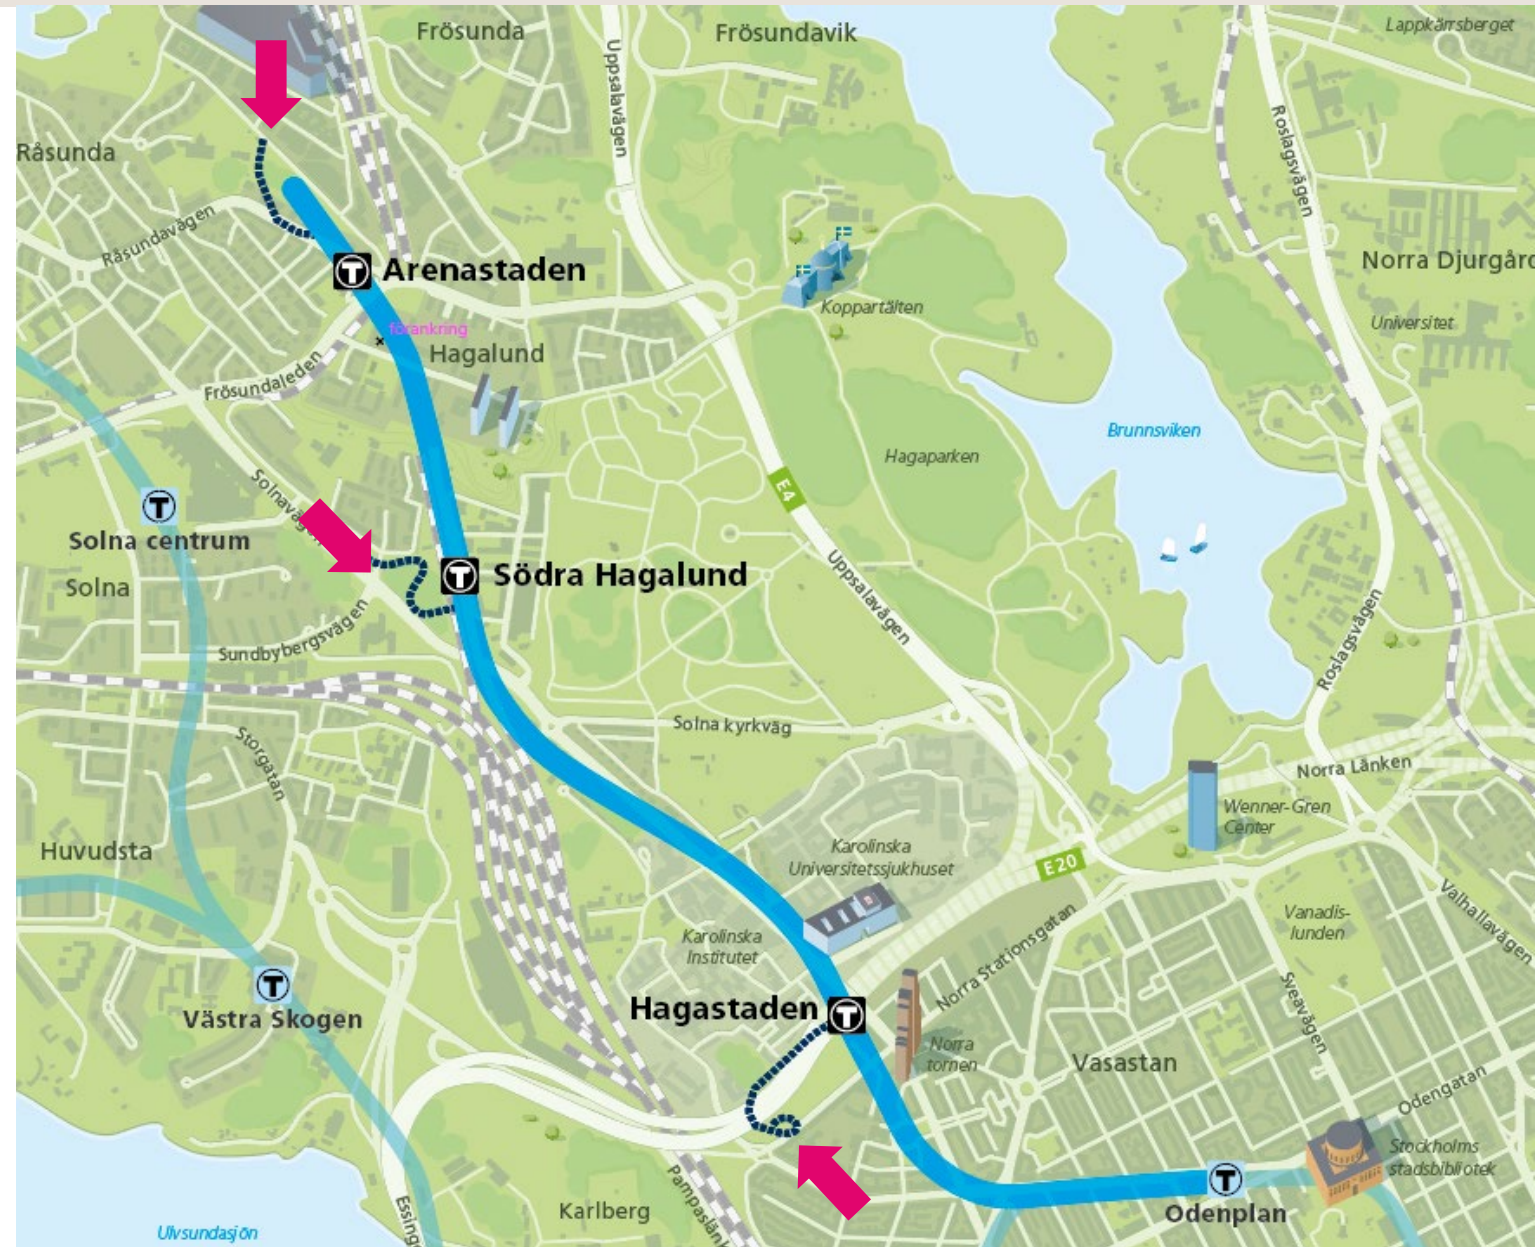 Frösunda
Frösundavik
Lappkärrsberget
Uppsalavägen
Roslagsvägen
Råsunda
Råsundavägen
Arenastaden
Norra Djurgård
Koppartälten
Universitet
förankring
Hagalund
Frösundaleden
Brunnsviken
Hagaparken
E4
Solnavägen
Solna centrum
Solna
Södra Hagalund
Uppsalavägen
Roslagsvägen
Sundbybergsvägen
Solna kyrkväg
Storgatan
Norra Länken
Wenner-Gren
Center
Huvudsta
Karolinska
Universitetssjukhuset
E20
Valhallavägen
Vanadis-
lunden
Karolinska
Institutet
Norra Stationsgatan
Västra Skogen
Hagastaden
Sveavägen
Norra
tornen
Vasastan
Odengatan
Stockholms
stadsbibliotek
Pampaslänk
Essing
Karlberg
Odenplan
Ulvsundasjön